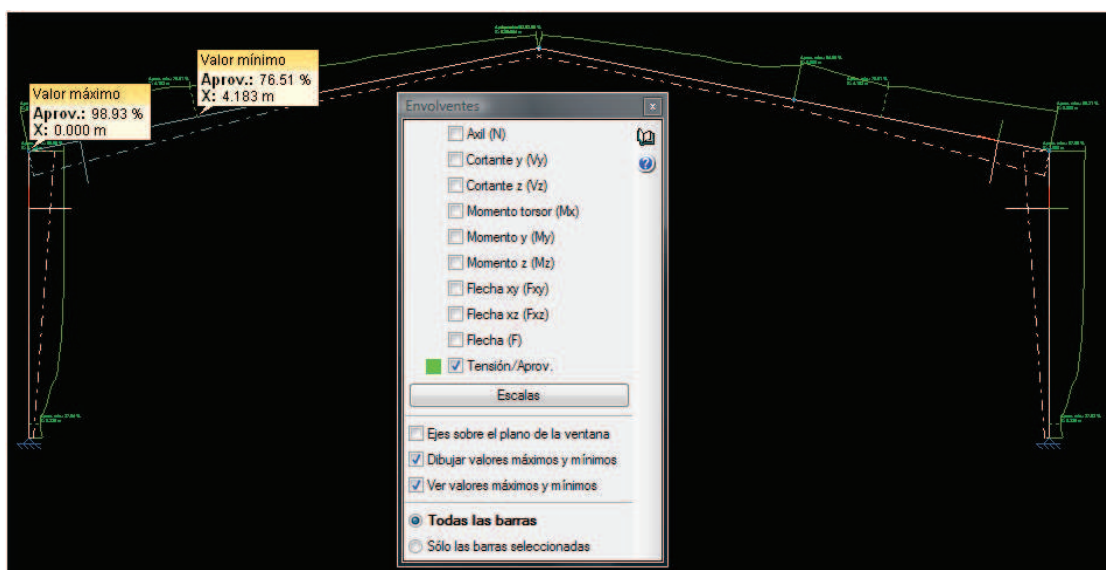 Valor mínimo
Aprov.: 76.51 %
X: 4.183 m
Valor máximo
Aprov.: 98.93 %
X: 0.000 m
Envolventes
Axil (N)
Cortante y (Vy)
Cortante z (Vz)
Momento torsor (Mx)
Momento y (My)
Momento z (Mz)
Flecha xy (Fxy)
Flecha xz (Fxz)
Flecha (F)
Tensión/Aprov.
Escalas
Ejes sobre el plano de la ventana
Dibujar valores máximos y mínimos
Ver valores máximos y mínimos
Todas las barras
Sólo las barras seleccionadas